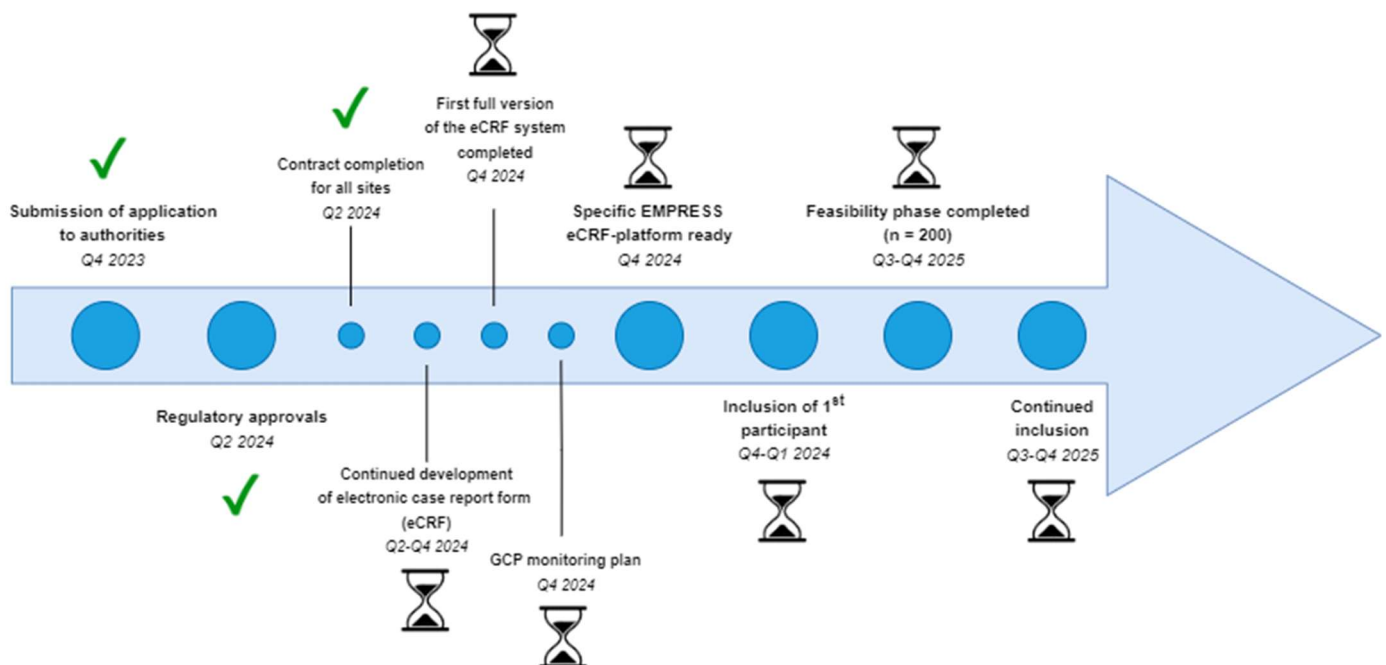 Submission of application
to authorities
Q4 2023
Regulatory approvals
Q2 2024
Contract completion
for all sites
Q2 2024
Continued development
of electronic case report form
(eCRF)
Q2-Q4 2024
First full version
of the eCRF system
completed
Q4 2024
GCP monitoring plan
Q4 2024
Specific EMPRESS
eCRF-platform ready
Q4 2024
Inclusion of 1st
participant
Q4-Q1 2024
Feasibility phase completed
(n = 200)
Q3-Q4 2025
Continued
inclusion
Q3-Q4 2025